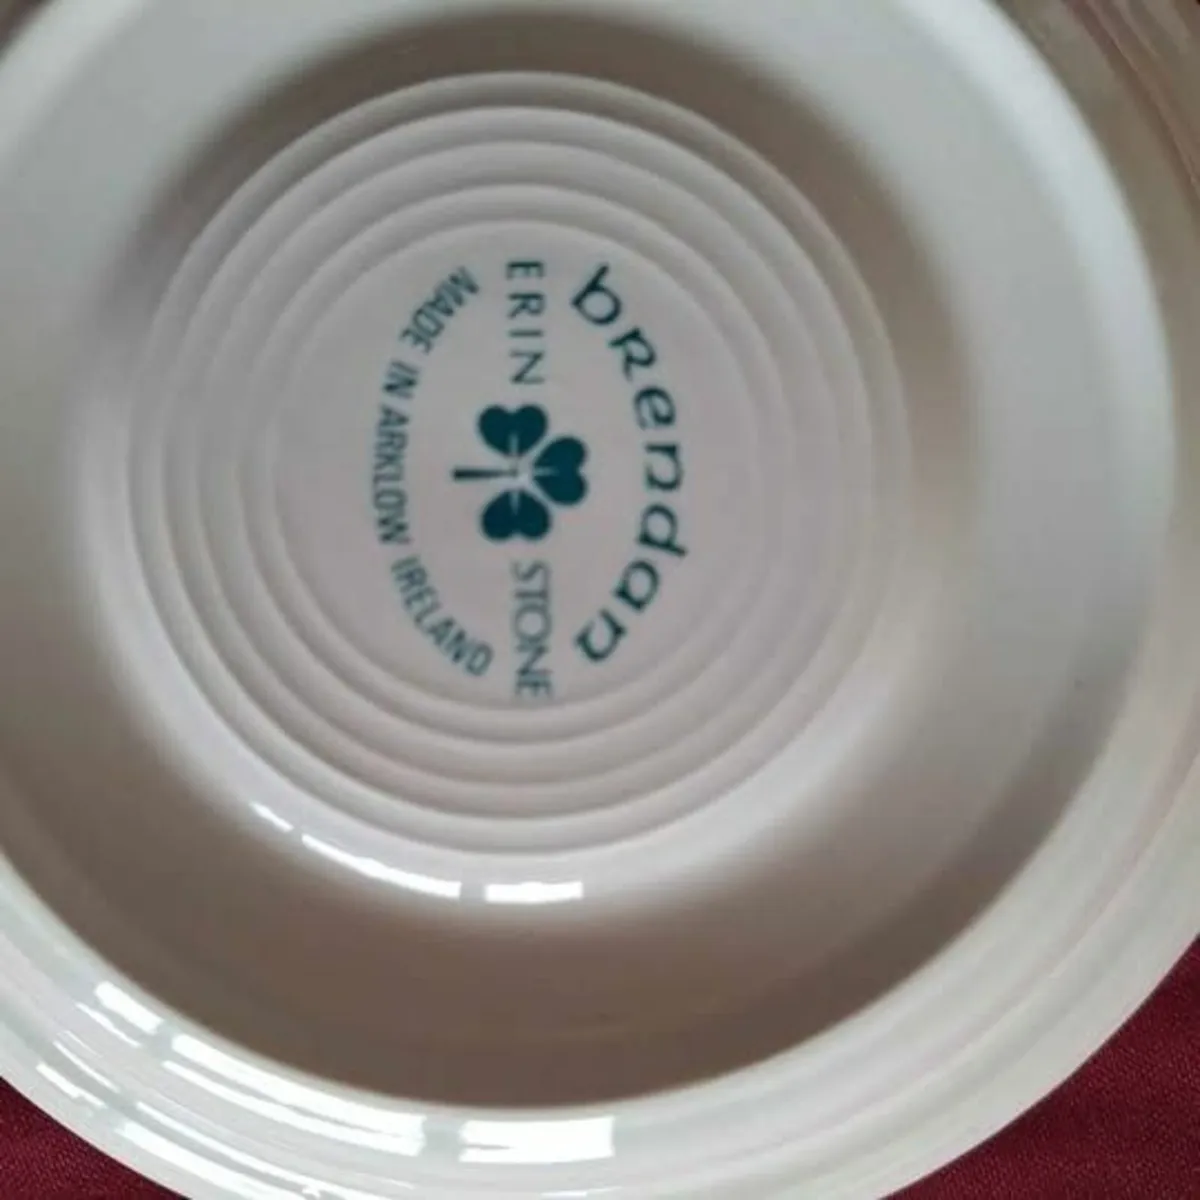 brendan
ERIN STONE
MADE IN ARKLOW IRELAND